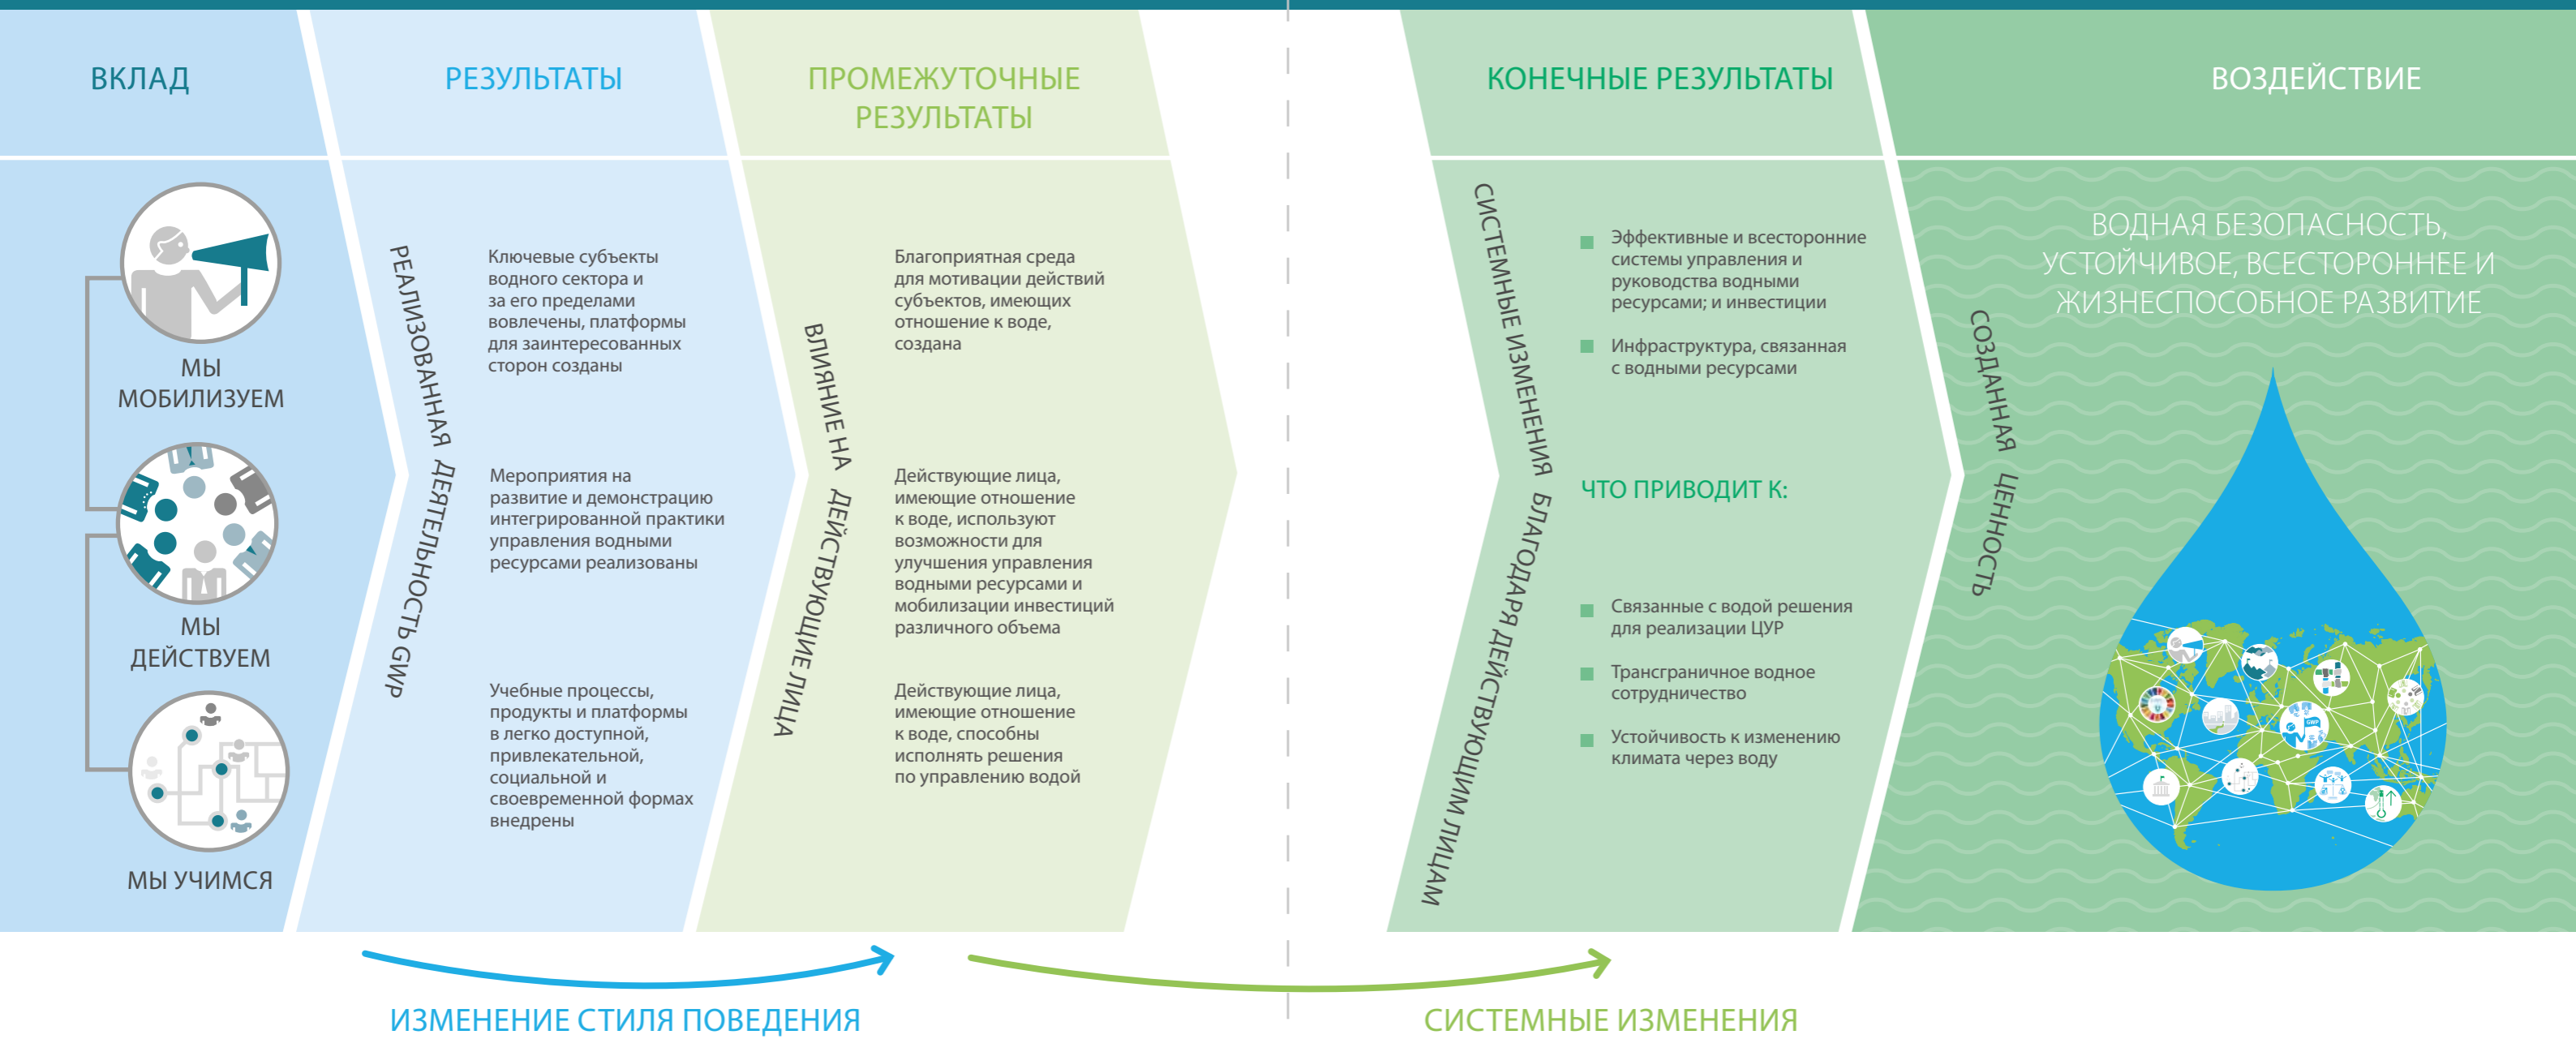 ВКЛАД
МЫ
МОБИЛИЗУЕМ
МЫ
ДЕЙСТВУЕМ
МЫ УЧИМСЯ
РЕЗУЛЬТАТЫ
РЕАЛИЗОВАННАЯ ДЕЯТЕЛЬНОСТЬ GWP
Ключевые субъекты
водного сектора и
за его пределами
вовлечены, платформы
для заинтересованных
сторон созданы
Мероприятия на
развитие и демонстрацию
интегрированной практики
управления водными
ресурсами реализованы
Учебные процессы,
продукты и платформы
в легко доступной,
привлекательной,
социальной и
своевременной формах
внедрены
ПРОМЕЖУТОЧНЫЕ
РЕЗУЛЬТАТЫ
ВЛИЯНИЕ НА ДЕЙСТВУЮЩИЕ ЛИЦА
Благоприятная среда
для мотивации действий
субъектов, имеющих
отношение к воде,
создана
Действующие лица,
имеющие отношение
к воде, используют
возможности для
улучшения управления
водными ресурсами и
мобилизации инвестиций
различного объема
Действующие лица,
имеющие отношение
к воде, способны
исполнять решения
по управлению водой
КОНЕЧНЫЕ РЕЗУЛЬТАТЫ
СИСТЕМНЫЕ ИЗМЕНЕНИЯ БЛАГОДАРЯ ДЕЙСТВУЮЩИМ ЛИЦАМ
Эффективные и всесторонние
системы управления и
руководства водными
ресурсами; и инвестиции
Инфраструктура, связанная
с водными ресурсами
ЧТО ПРИВОДИТ К:
Связанные с водой решения
для реализации ЦУР
Трансграничное водное
сотрудничество
Устойчивость к изменению
климата через воду
ВОЗДЕЙСТВИЕ
СОЗДАННАЯ ЦЕННОСТЬ
ВОДНАЯ БЕЗОПАСНОСТЬ,
УСТОЙЧИВОЕ, ВСЕСТОРОННЕЕ И
ЖИЗНЕСПОСОБНОЕ РАЗВИТИЕ
GWP
ИЗМЕНЕНИЕ СТИЛЯ ПОВЕДЕНИЯ
СИСТЕМНЫЕ ИЗМЕНЕНИЯ